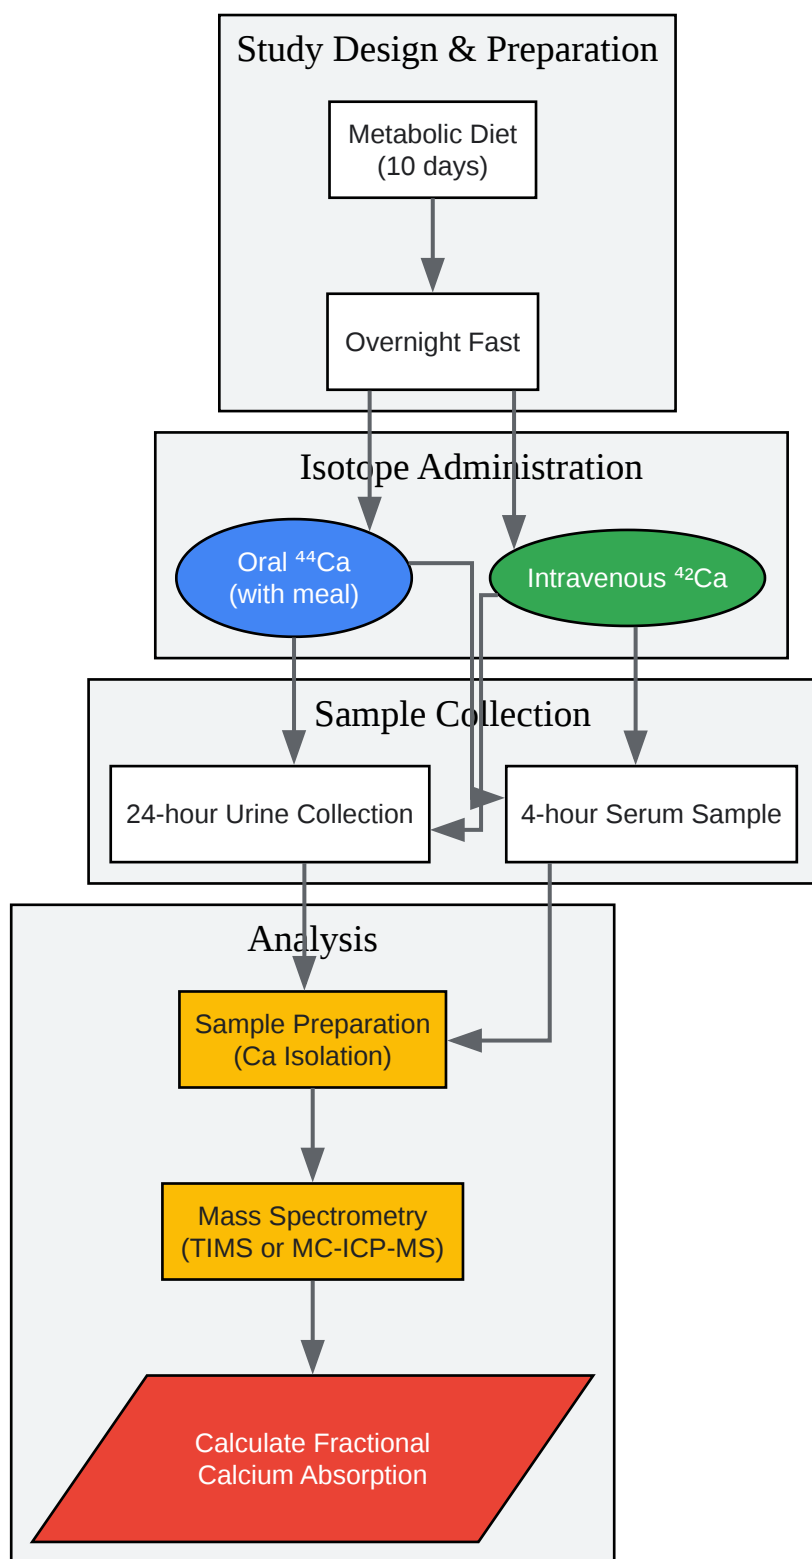 Study Design & Preparation
Metabolic Diet
(10 days)
Overnight Fast
Isotope Administration
Oral ⁴⁴Ca
(with meal)
Intravenous ⁴²Ca
Sample Collection
24-hour Urine Collection
4-hour Serum Sample
Analysis
Sample Preparation
(Ca Isolation)
Mass Spectrometry
(TIMS or MC-ICP-MS)
Calculate Fractional
Calcium Absorption